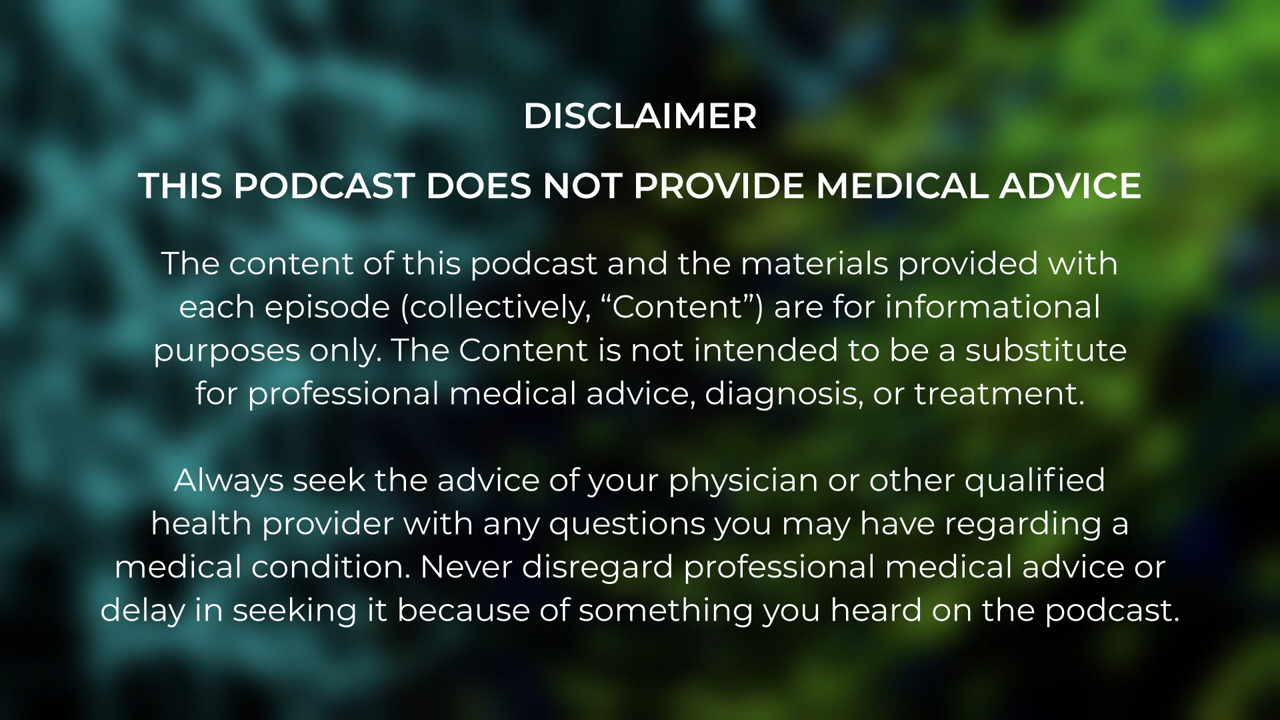 DISCLAIMER
THIS PODCAST DOES NOT PROVIDE MEDICAL ADVICE
The content of this podcast and the materials provided with
each episode (collectively, “Content”) are for informational
purposes only. The Content is not intended to be a substitute
for professional medical advice, diagnosis, or treatment.
Always seek the advice of your physician or other qualified
health provider with any questions you may have regarding a
medical condition. Never disregard professional medical advice or
delay in seeking it because of something you heard on the podcast.